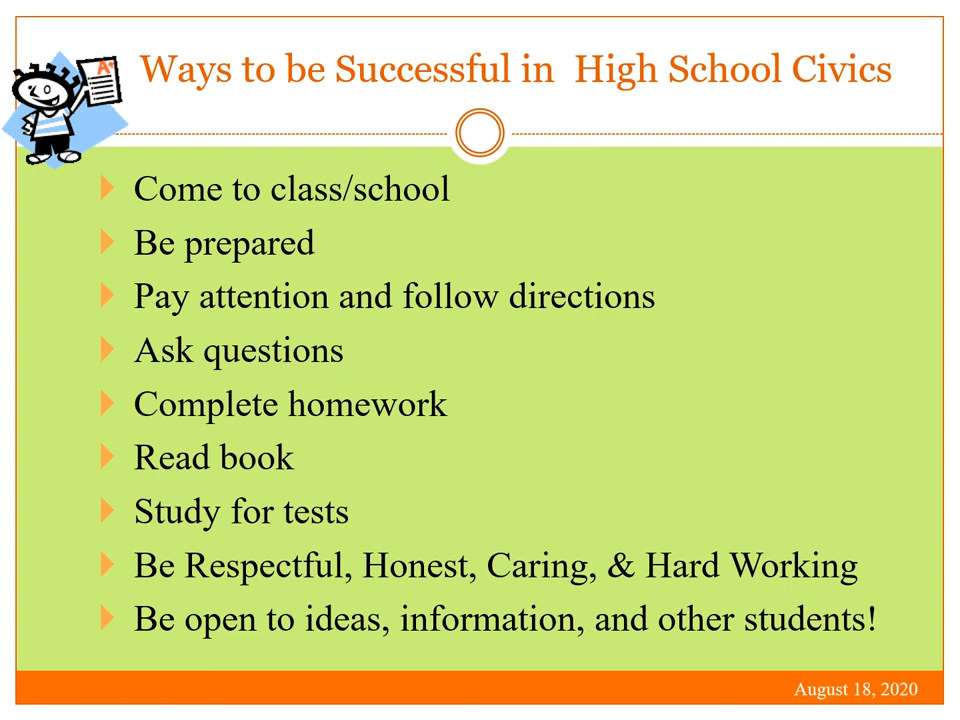 A+
Ways to be Successful in  High School Civics
Come to class/school
Be prepared
Pay attention and follow directions
Ask questions
Complete homework
Read book
Study for tests
Be Respectful, Honest, Caring, & Hard Working
Be open to ideas, information, and other students!
August 18, 2020